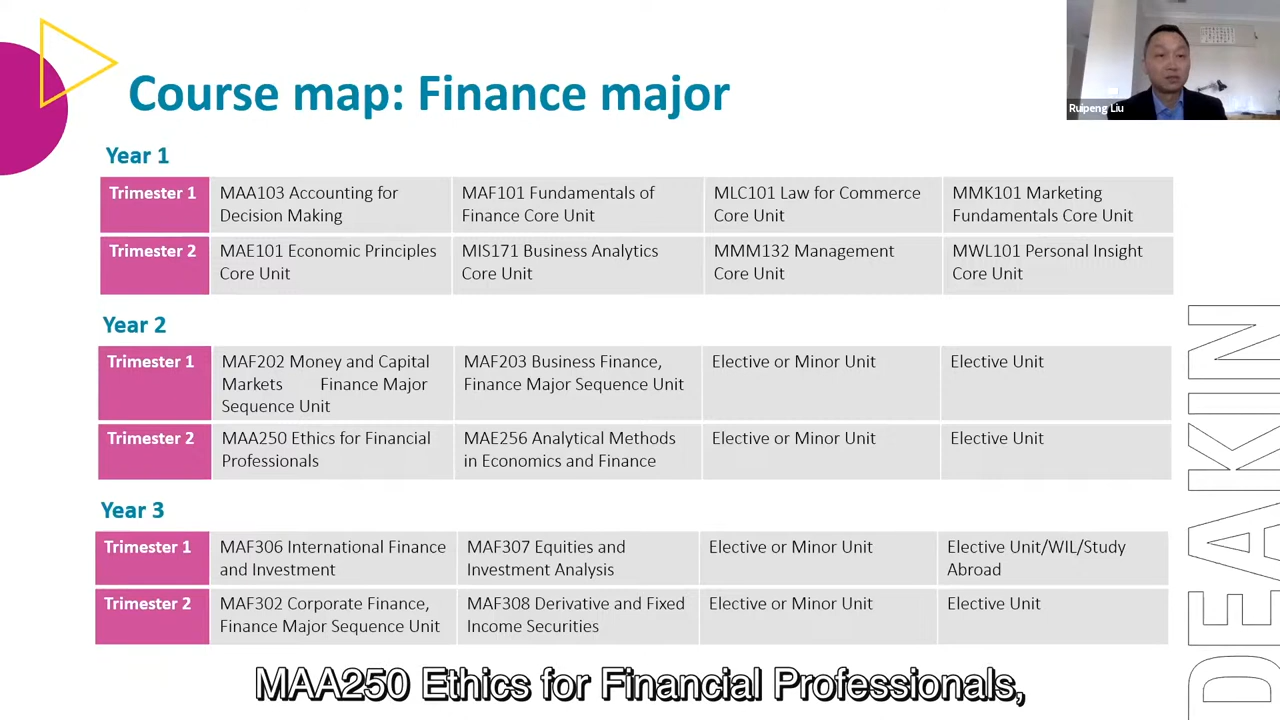 Course map: Finance major
Ruipeng Liu
Year 1
Trimester 1
MAA103 Accounting for
Decision Making
MAF101 Fundamentals of
Finance Core Unit
MLC101 Law for Commerce
Core Unit
MMK101 Marketing
Fundamentals Core Unit
Trimester 2
MAE101 Economic Principles
Core Unit
MIS171 Business Analytics
Core Unit
MMM132 Management
Core Unit
MWL101 Personal Insight
Core Unit
Year 2
Trimester 1
MAF202 Money and Capital
Markets Finance Major
Sequence Unit
MAF203 Business Finance,
Finance Major Sequence Unit
Elective or Minor Unit
Elective Unit
Trimester 2
MAA250 Ethics for Financial
Professionals
MAE256 Analytical Methods
in Economics and Finance
Elective or Minor Unit
Elective Unit
Year 3
Trimester 1
MAF306 International Finance
and Investment
MAF307 Equities and
Investment Analysis
Elective or Minor Unit
Elective Unit/WIL/Study
Abroad
Trimester 2
MAF302 Corporate Finance,
Finance Major Sequence Unit
MAF308 Derivative and Fixed
Income Securities
Elective or Minor Unit
Elective Unit
DEAKIN
MAA250 Ethics for Financial Professionals,